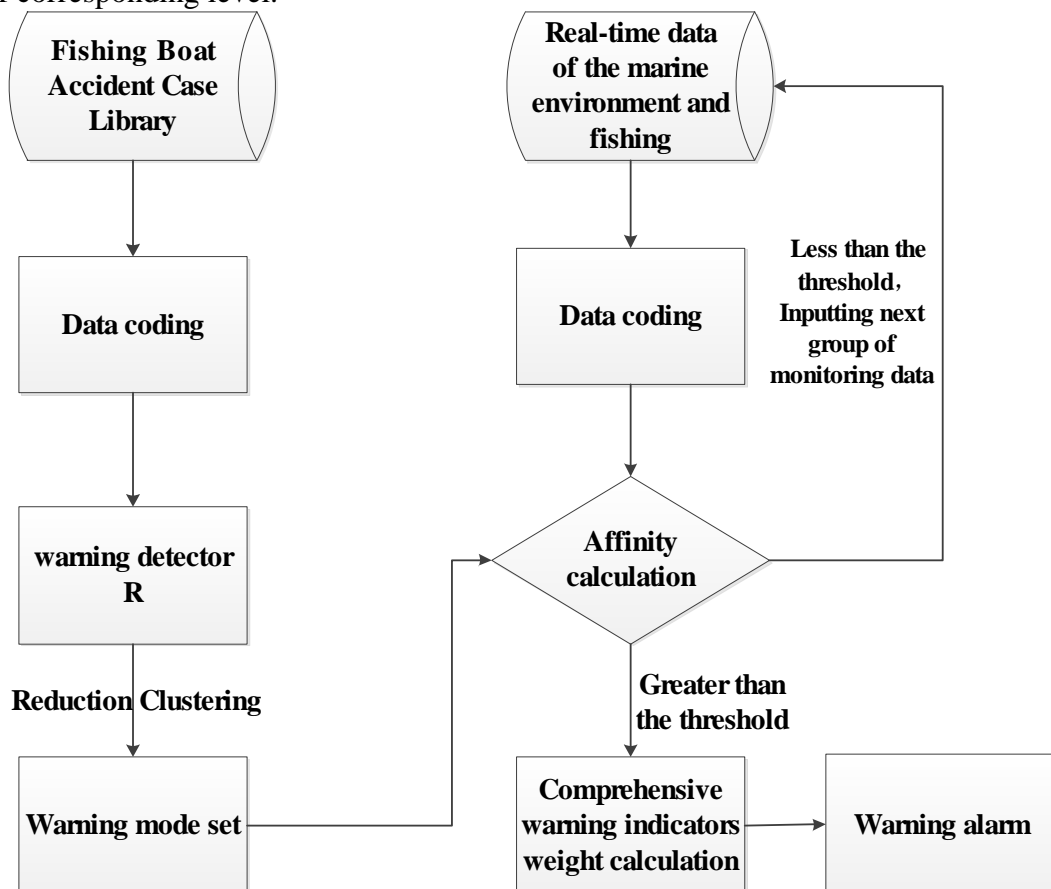 corresponding level.
Fishing Boat
Accident Case
Library
Real-time data
of the marine
environment and
fishing
Data coding
Data coding
Less than the
threshold,
Inputting next
group of
monitoring data
warning detector
R
Affinity
calculation
Reduction Clustering
Greater than
the threshold
Warning mode set
Comprehensive
warning indicators
weight calculation
Warning alarm